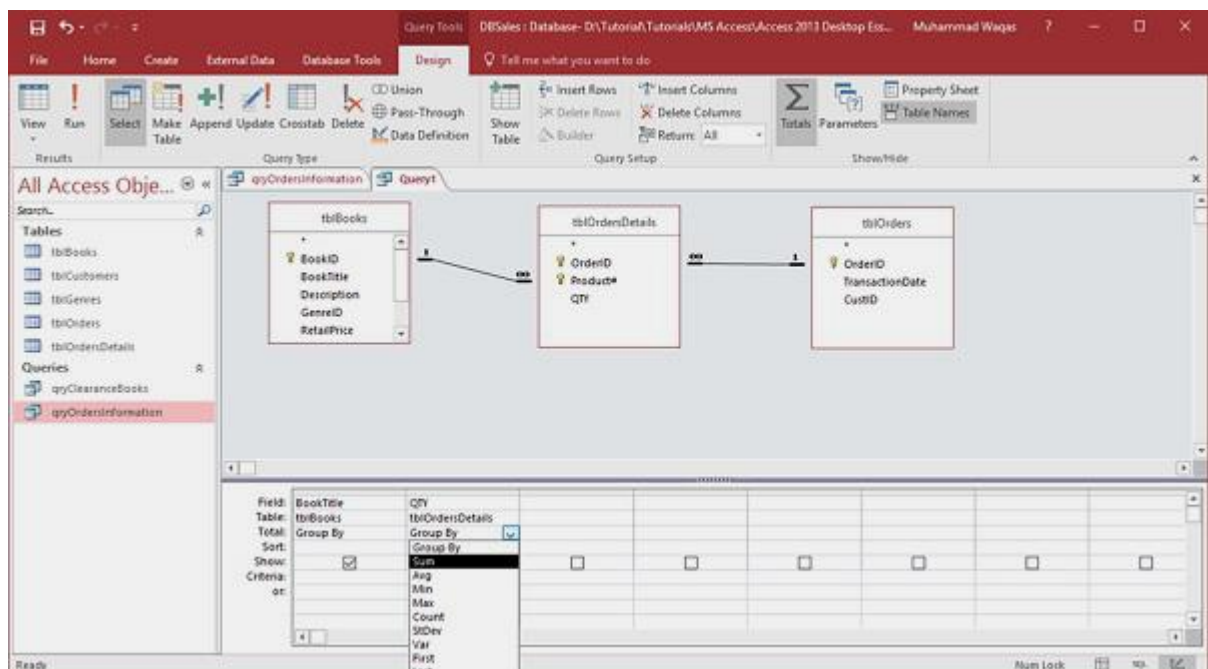 Query Tools
DBSales : Database- D:\Tutorial\Tutorials\MS Access\Access 2013 Desktop Ess...
Muhammad Waqas
?
File Home Create External Data Database Tools Design Tell me what you want to do
View
Run
Select
Make Table
Append
Update
Crosstab
Delete
Union
Pass-Through
Data Definition
Show Table
Insert Rows
Delete Rows
Builder
Insert Columns
Delete Columns
Return: All
Totals
Parameters
Property Sheet
Table Names
Results
Query Type
Query Setup
Show/Hide
All Access Obje...
qryOrdersInformation
Query1
Search..
Tables
tblBooks
tblCustomers
tblGenres
tblOrders
tblOrdersDetails
Queries
qryClearanceBooks
qryOrdersInformation
tblBooks
*
BookID
BookTitle
Description
GenreID
RetailPrice
1
∞
tblOrdersDetails
*
OrderID
Product#
QTY
∞
1
tblOrders
*
OrderID
TransactionDate
CustID
Field: BookTitle QTY
Table: tblBooks tblOrdersDetails
Total: Group By Group By
Sort: Group By
Show: Sum
Criteria: Avg
or: Min
Max
Count
StDev
Var
First
Ready
Num Lock